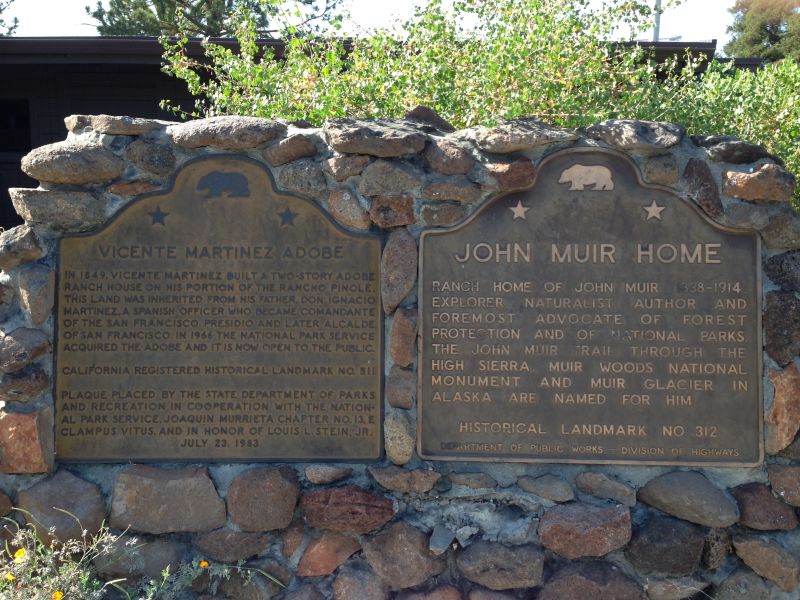 VICENTE MARTINEZ ADOBE
IN 1849, VICENTE MARTINEZ BUILT A TWO-STORY ADOBE
RANCH HOUSE ON HIS PORTION OF THE RANCHO PINOLE.
THIS LAND WAS INHERITED FROM HIS FATHER, DON IGNACIO
MARTINEZ, A SPANISH OFFICER WHO BECAME COMANDANTE
OF THE SAN FRANCISCO PRESIDIO AND LATER ALCALDE
OF SAN FRANCISCO. IN 1966 THE NATIONAL PARK SERVICE
ACQUIRED THE ADOBE AND IT IS NOW OPEN TO THE PUBLIC.
CALIFORNIA REGISTERED HISTORICAL LANDMARK NO. 511
PLAQUE PLACED BY THE STATE DEPARTMENT OF PARKS
AND RECREATION IN COOPERATION WITH THE NATION-
AL PARK SERVICE, JOAQUIN MURRIETA CHAPTER NO. 13, E
CLAMPUS VITUS, AND IN HONOR OF LOUIS L. STEIN, JR.,
JULY 23, 1983
JOHN MUIR HOME
RANCH HOME OF JOHN MUIR 1838-1914
EXPLORER NATURALIST AUTHOR AND
FOREMOST ADVOCATE OF FOREST
PROTECTION AND OF NATIONAL PARKS
THE JOHN MUIR TRAIL THROUGH THE
HIGH SIERRA, MUIR WOODS NATIONAL
MONUMENT AND MUIR GLACIER IN
ALASKA ARE NAMED FOR HIM
HISTORICAL LANDMARK NO. 312
DEPARTMENT OF PUBLIC WORKS - DIVISION OF HIGHWAYS